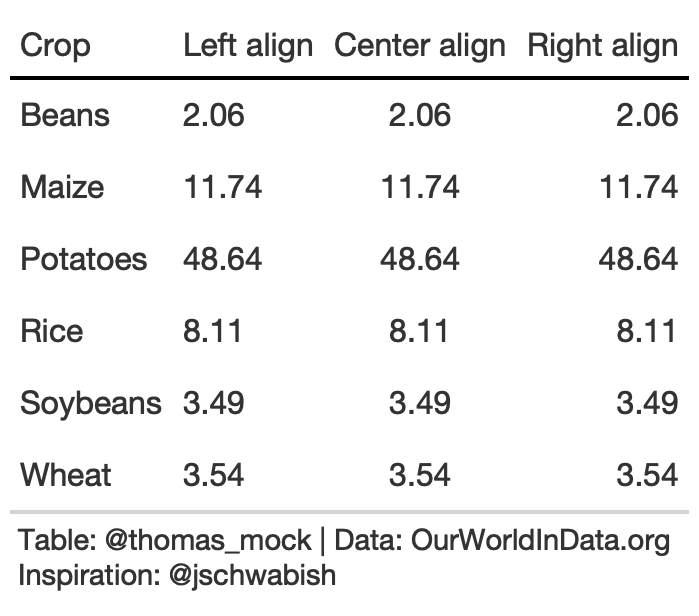 Crop Left align Center align Right align
Beans 2.06 2.06 2.06
Maize 11.74 11.74 11.74
Potatoes 48.64 48.64 48.64
Rice 8.11 8.11 8.11
Soybeans 3.49 3.49 3.49
Wheat 3.54 3.54 3.54
Table: @thomas_mock | Data: OurWorldInData.org
Inspiration: @jschwabish